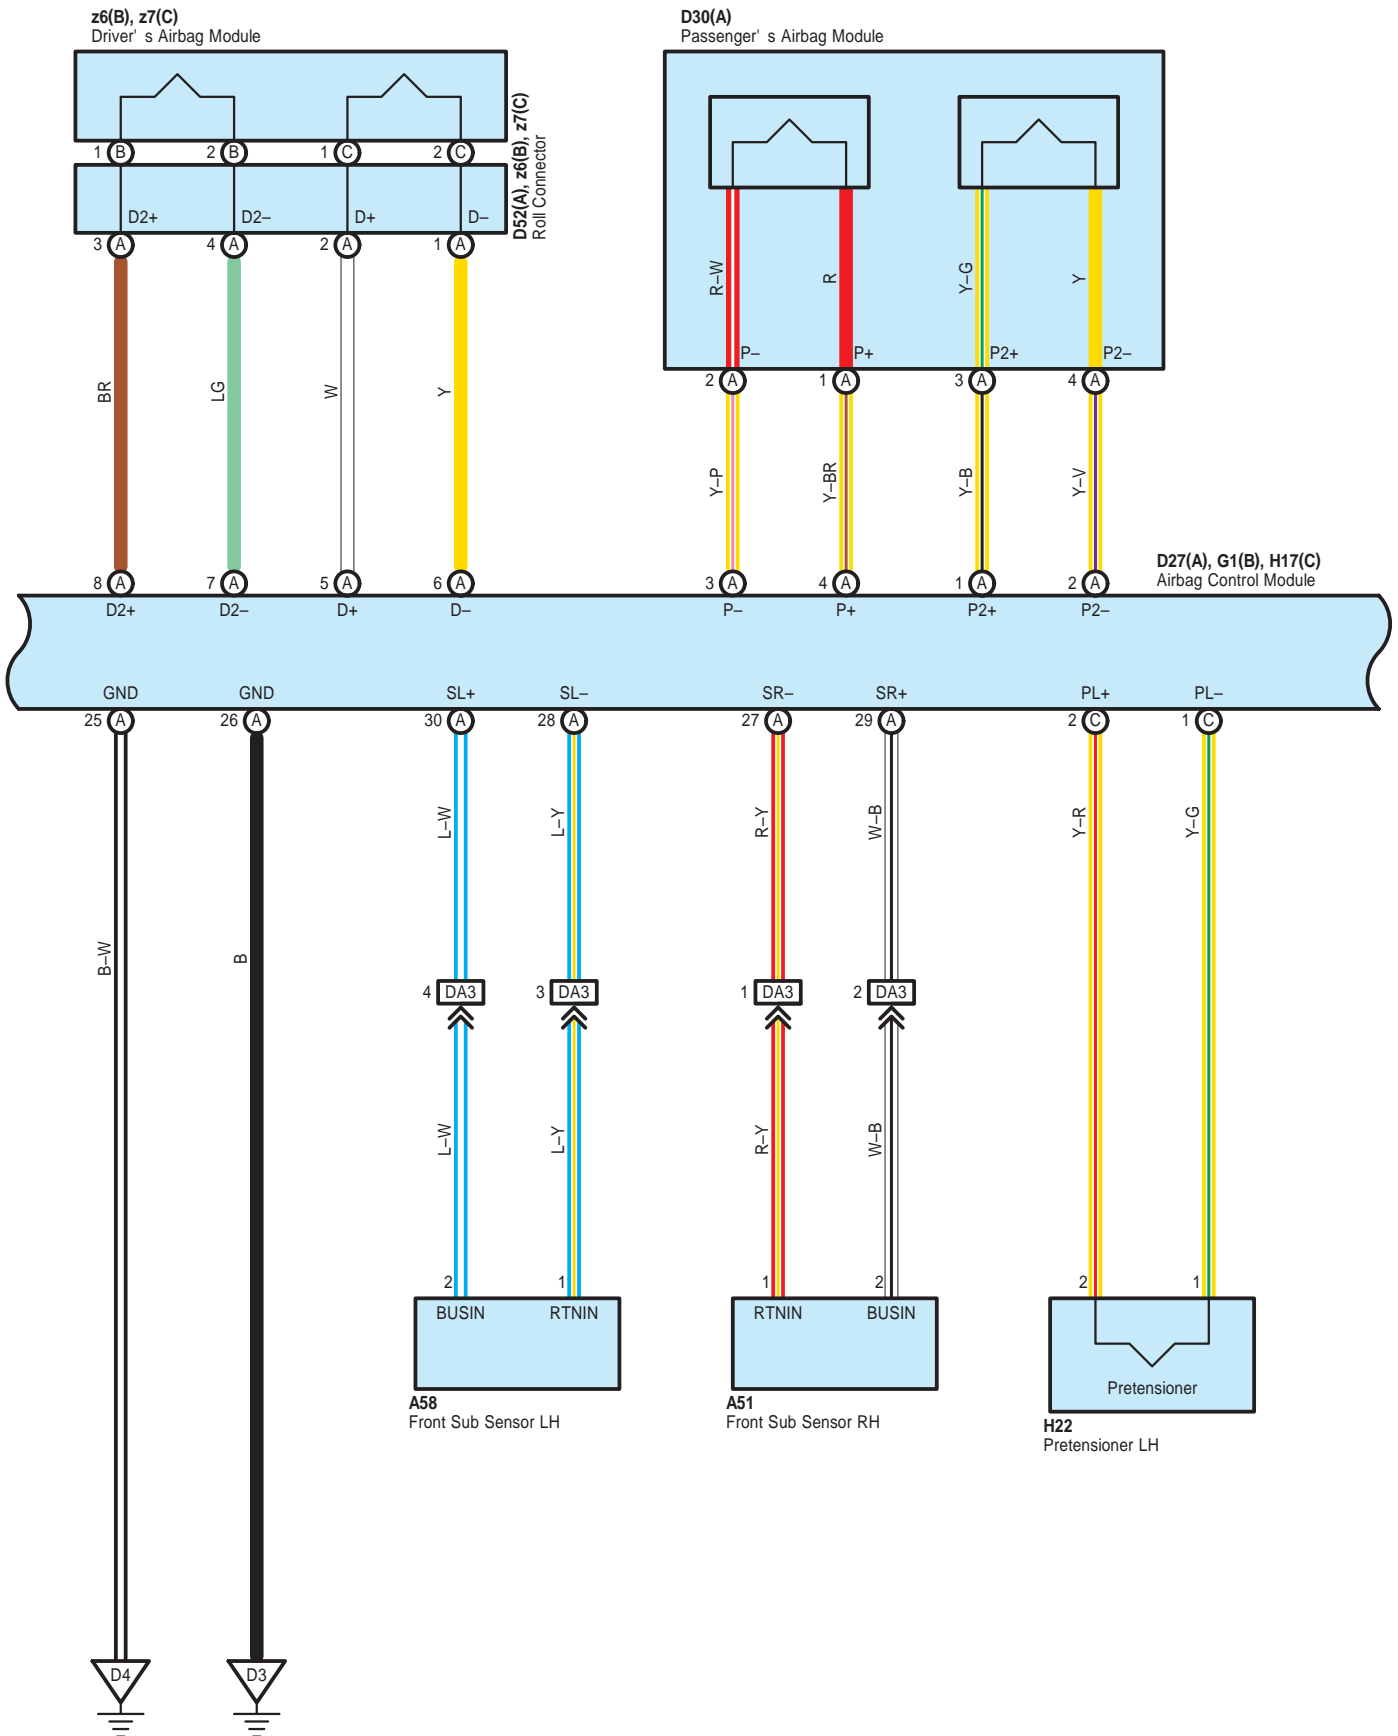 z6(B), z7(C)
Driver' s Airbag Module
D30(A)
Passenger' s Airbag Module
1 B 2 B 1 C 2 C
D52(A), z6(B), z7(C)
Roll Connector
D2+ D2– D+ D–
3 A 4 A 2 A 1 A
R–W R Y–G Y
P– P+ P2+ P2–
2 A 1 A 3 A 4 A
BR LG W Y
Y–P Y–BR Y–B Y–V
D27(A), G1(B), H17(C)
Airbag Control Module
8 A 7 A 5 A 6 A 3 A 4 A 1 A 2 A
D2+ D2– D+ D– P– P+ P2+ P2–
GND GND SL+ SL– SR– SR+ PL+ PL–
25 A 26 A 30 A 28 A 27 A 29 A 2 C 1 C
L–W L–Y R–Y W–B Y–R Y–G
B–W B
4 DA3 3 DA3 1 DA3 2 DA3
L–W L–Y R–Y W–B
2 1 1 2 2 1
BUSIN RTNIN RTNIN BUSIN
Pretensioner
A58
Front Sub Sensor LH
A51
Front Sub Sensor RH
H22
Pretensioner LH
D4 D3